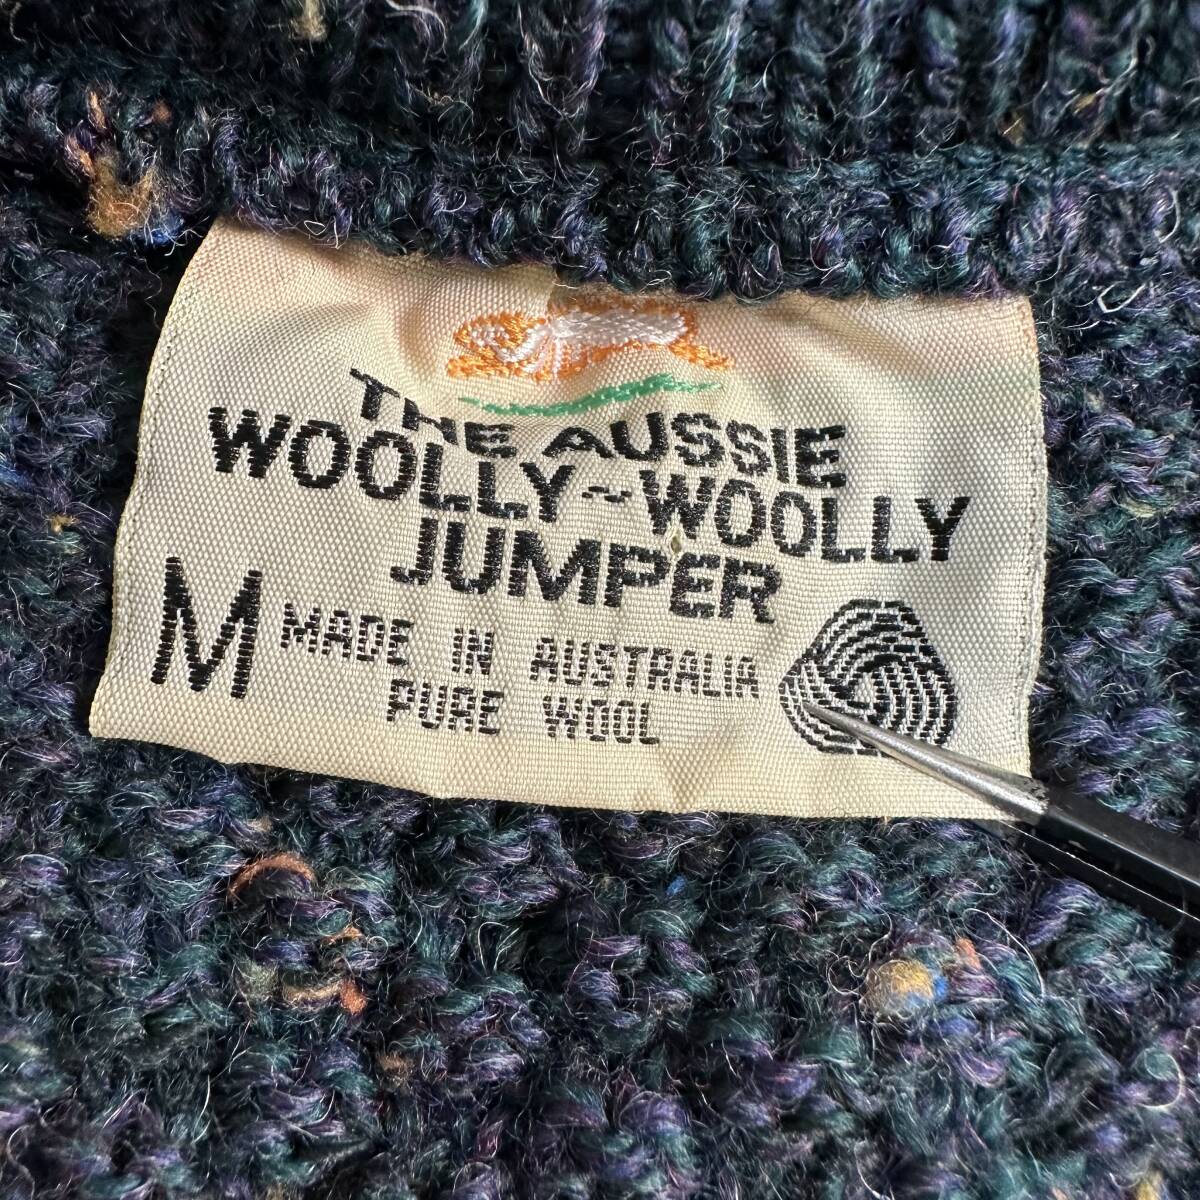 THE AUSSIE
WOOLLY~WOOLLY
JUMPER
M
MADE IN AUSTRALIA
PURE WOOL